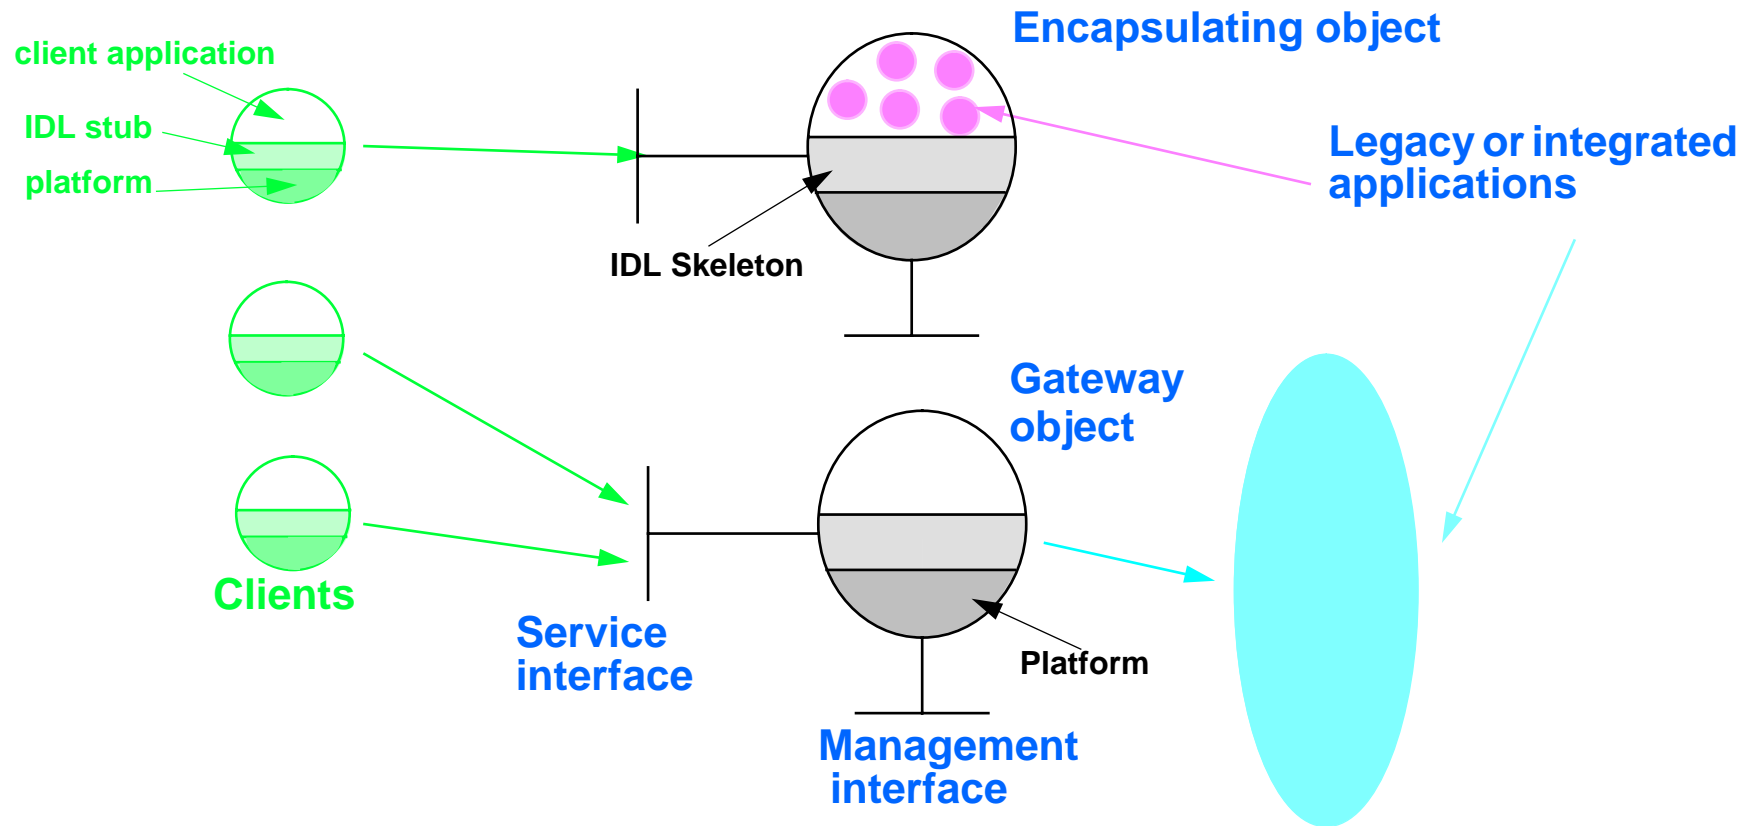 Encapsulating object
client application
IDL stub
platform
Legacy or integrated
applications
IDL Skeleton
Gateway
object
Clients
Service
interface
Platform
Management
interface